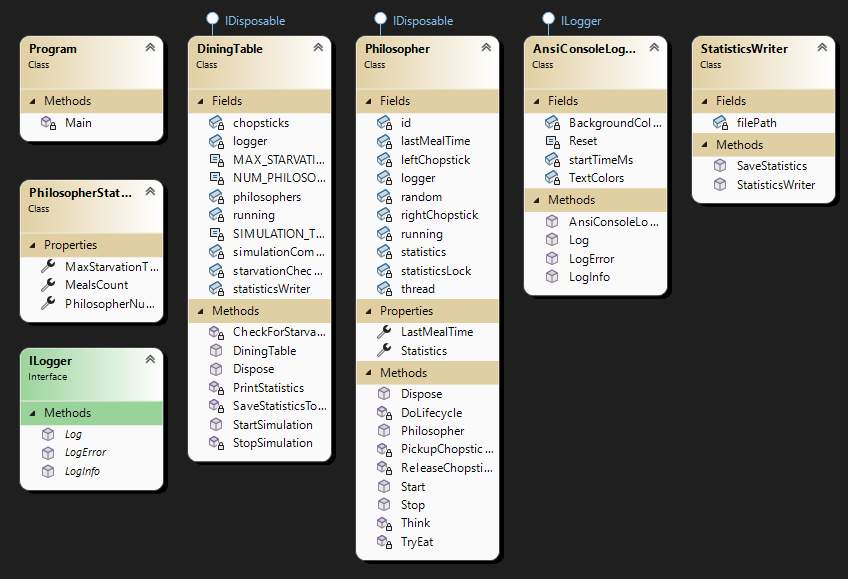 IDisposable
IDisposable
ILogger
Program
Class
Methods
Main
PhilosopherStat...
Class
Properties
MaxStarvationT...
MealsCount
PhilosopherNu...
ILogger
Interface
Methods
Log
LogError
LogInfo
DiningTable
Class
Fields
chopsticks
logger
MAX_STARVATI...
NUM_PHILOSO...
philosophers
running
SIMULATION_T...
simulationCom...
starvationChec...
statisticsWriter
Methods
CheckForStarva...
DiningTable
Dispose
PrintStatistics
SaveStatisticsTo...
StartSimulation
StopSimulation
Philosopher
Class
Fields
id
lastMealTime
leftChopstick
logger
random
rightChopstick
running
statistics
statisticsLock
thread
Properties
LastMealTime
Statistics
Methods
Dispose
DoLifecycle
Philosopher
PickupChopstic...
ReleaseChopsti...
Start
Stop
Think
TryEat
AnsiConsoleLog...
Class
Fields
BackgroundCol...
Reset
startTimeMs
TextColors
Methods
AnsiConsoleLo...
Log
LogError
LogInfo
StatisticsWriter
Class
Fields
filePath
Methods
SaveStatistics
StatisticsWriter